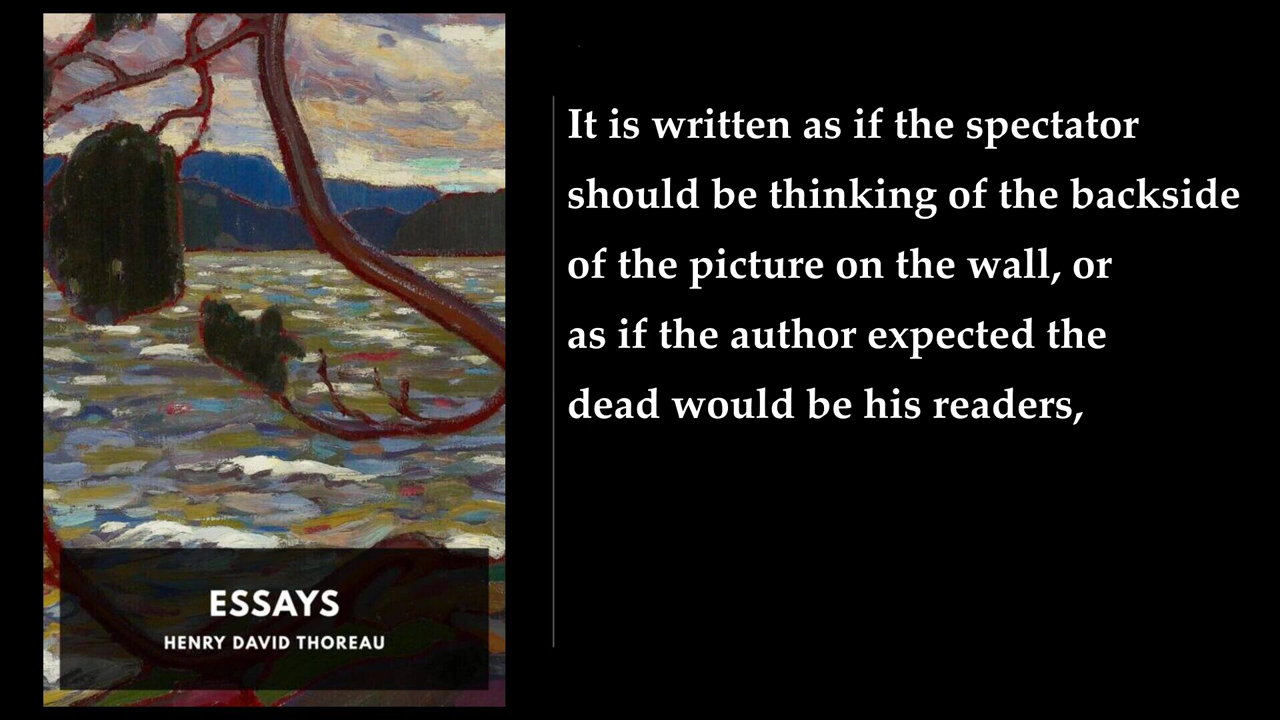 ESSAYS
HENRY DAVID THOREAU
It is written as if the spectator
should be thinking of the backside
of the picture on the wall, or
as if the author expected the
dead would be his readers,